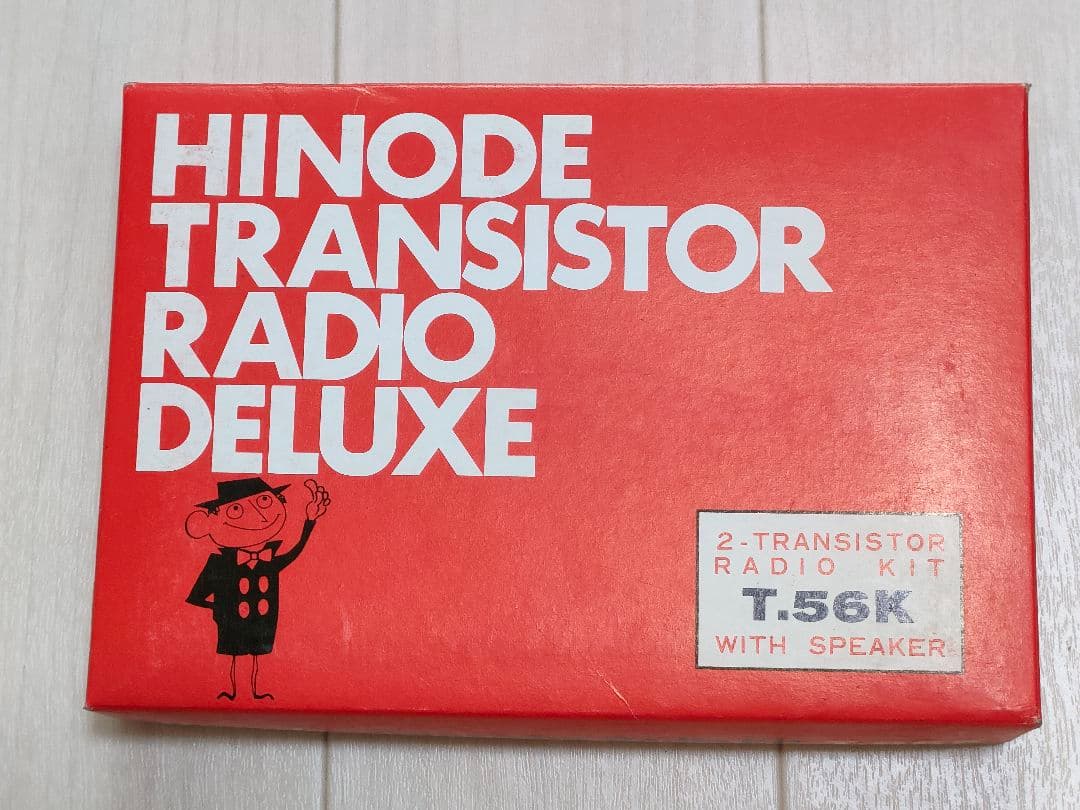 HINODE
TRANSISTOR
RADIO
DELUXE
2-TRANSISTOR
RADIO KIT
T.56K
WITH SPEAKER